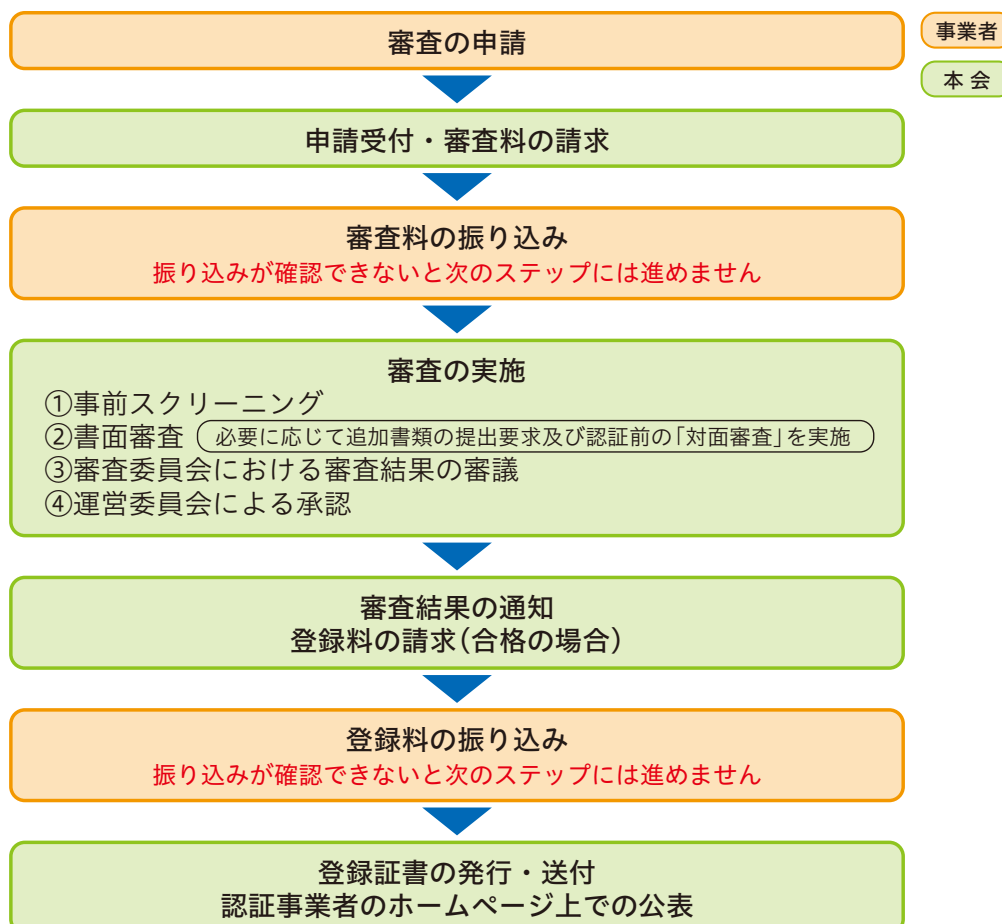 審査の申請
事業者
本 会
申請受付・審査料の請求
審査料の振り込み
振り込みが確認できないと次のステップには進めません
審査の実施
①事前スクリーニング
②書面審査 必要に応じて追加書類の提出要求及び認証前の「対面審査」を実施
③審査委員会における審査結果の審議
④運営委員会による承認
審査結果の通知
登録料の請求(合格の場合)
登録料の振り込み
振り込みが確認できないと次のステップには進めません
登録証書の発行・送付
認証事業者のホームページ上での公表